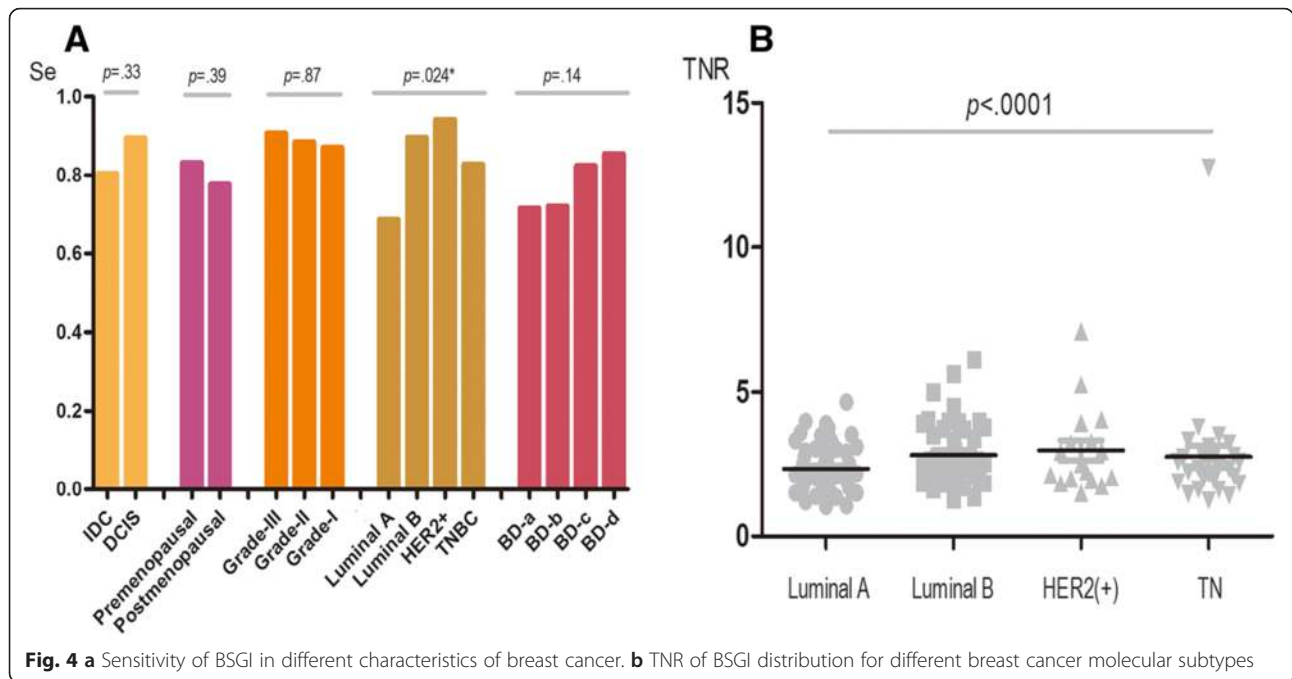 A
Se
p=.33
p=.39
p=.87
p=.024*
p=.14
1.0
0.8
0.6
0.4
0.2
0.0
IDC
DCIS
Premenopausal
Postmenopausal
Grade-III
Grade-II
Grade-I
Luminal A
Luminal B
HER2+
TNBC
BD-a
BD-b
BD-c
BD-d
B
TNR
p<.0001
15
10
5
0
Luminal A
Luminal B
HER2(+)
TN
Fig. 4 a Sensitivity of BSGI in different characteristics of breast cancer. b TNR of BSGI distribution for different breast cancer molecular subtypes